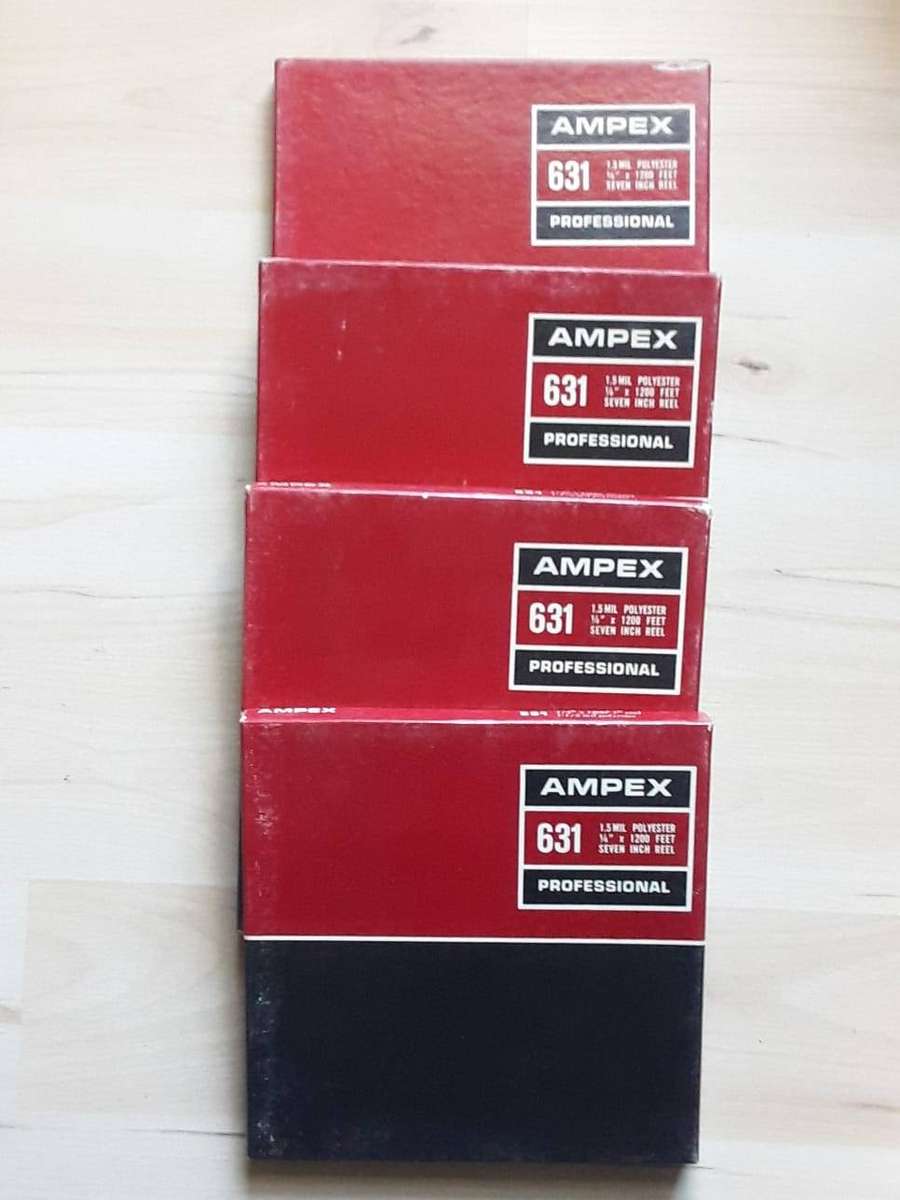 AMPEX
631
1.5 MIL POLYESTER
¼" x 1200 FEET
SEVEN INCH REEL
PROFESSIONAL
AMPEX
631
1.5 MIL POLYESTER
¼" x 1200 FEET
SEVEN INCH REEL
PROFESSIONAL
AMPEX
631
1.5 MIL POLYESTER
¼" x 1200 FEET
SEVEN INCH REEL
PROFESSIONAL
AMPEX
631
AMPEX
631
1.5 MIL POLYESTER
¼" x 1200 FEET
SEVEN INCH REEL
PROFESSIONAL